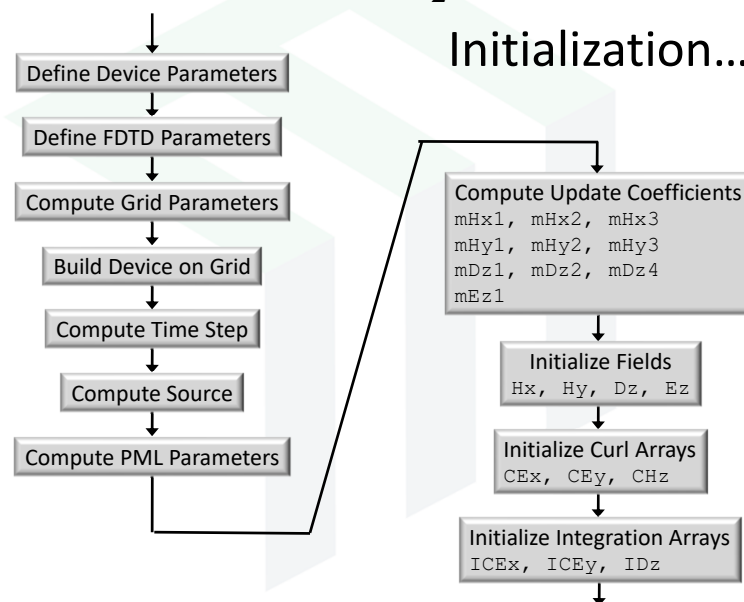 Initialization…
Define Device Parameters
Define FDTD Parameters
Compute Grid Parameters
Build Device on Grid
Compute Time Step
Compute Source
Compute PML Parameters
Compute Update Coefficients
mHx1, mHx2, mHx3
mHy1, mHy2, mHy3
mDz1, mDz2, mDz4
mEz1
Initialize Fields
Hx, Hy, Dz, Ez
Initialize Curl Arrays
CEx, CEy, CHz
Initialize Integration Arrays
ICEx, ICEy, IDz